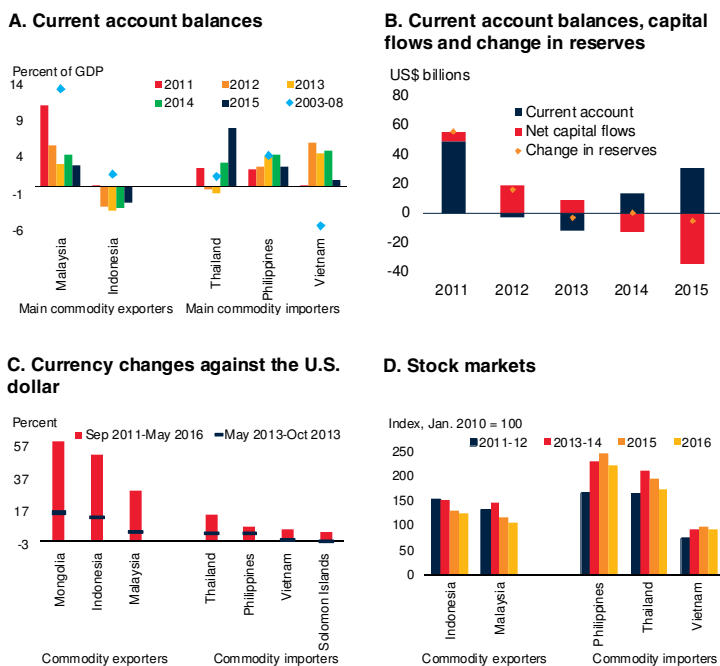 A. Current account balances
Percent of GDP
14
9
4
-1
-6
2011
2012
2013
2014
2015
2003-08
Malaysia
Indonesia
Thailand
Philippines
Vietnam
Main commodity exporters
Main commodity importers
B. Current account balances, capital
flows and change in reserves
US$ billions
80
60
40
20
0
-20
-40
Current account
Net capital flows
Change in reserves
2011
2012
2013
2014
2015
C. Currency changes against the U.S.
dollar
Percent
57
37
17
-3
Sep 2011-May 2016
May 2013-Oct 2013
Mongolia
Indonesia
Malaysia
Thailand
Philippines
Vietnam
Solomon Islands
Commodity exporters
Commodity importers
D. Stock markets
Index, Jan. 2010 = 100
250
200
150
100
50
0
2011-12
2013-14
2015
2016
Indonesia
Malaysia
Philippines
Thailand
Vietnam
Commodity exporters
Commodity importers